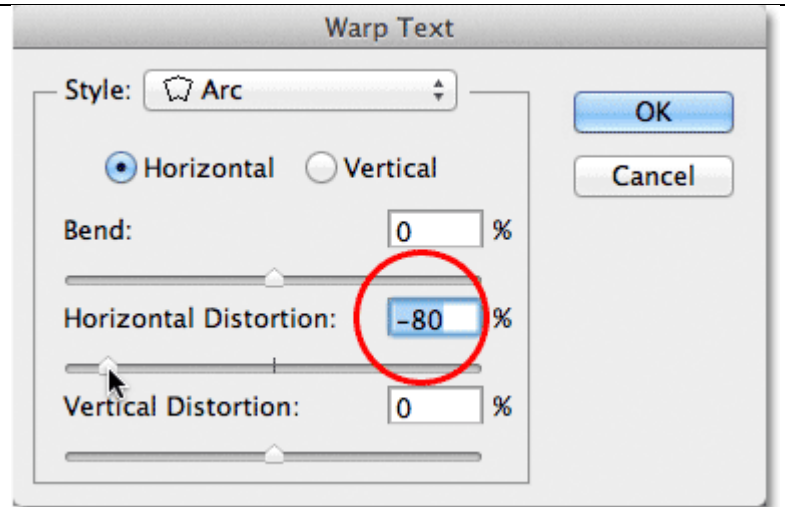 Warp Text
Style: Arc
OK
Horizontal Vertical
Cancel
Bend: 0 %
Horizontal Distortion: -80 %
Vertical Distortion: 0 %